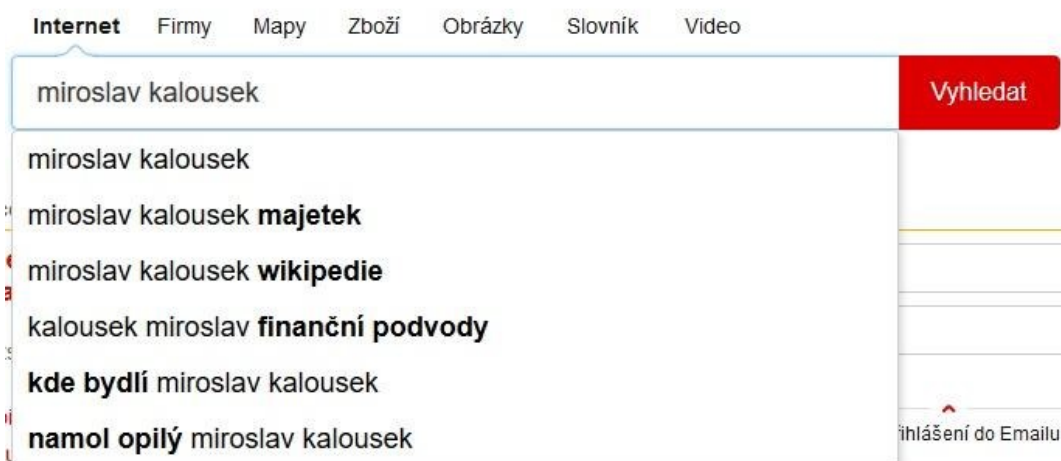 Internet Firmy Mapy Zboží Obrázky Slovník Video
miroslav kalousek Vyhledat
miroslav kalousek
miroslav kalousek majetek
miroslav kalousek wikipedie
kalousek miroslav finanční podvody
kde bydlí miroslav kalousek
namol opilý miroslav kalousek
ihlášení do Emailu